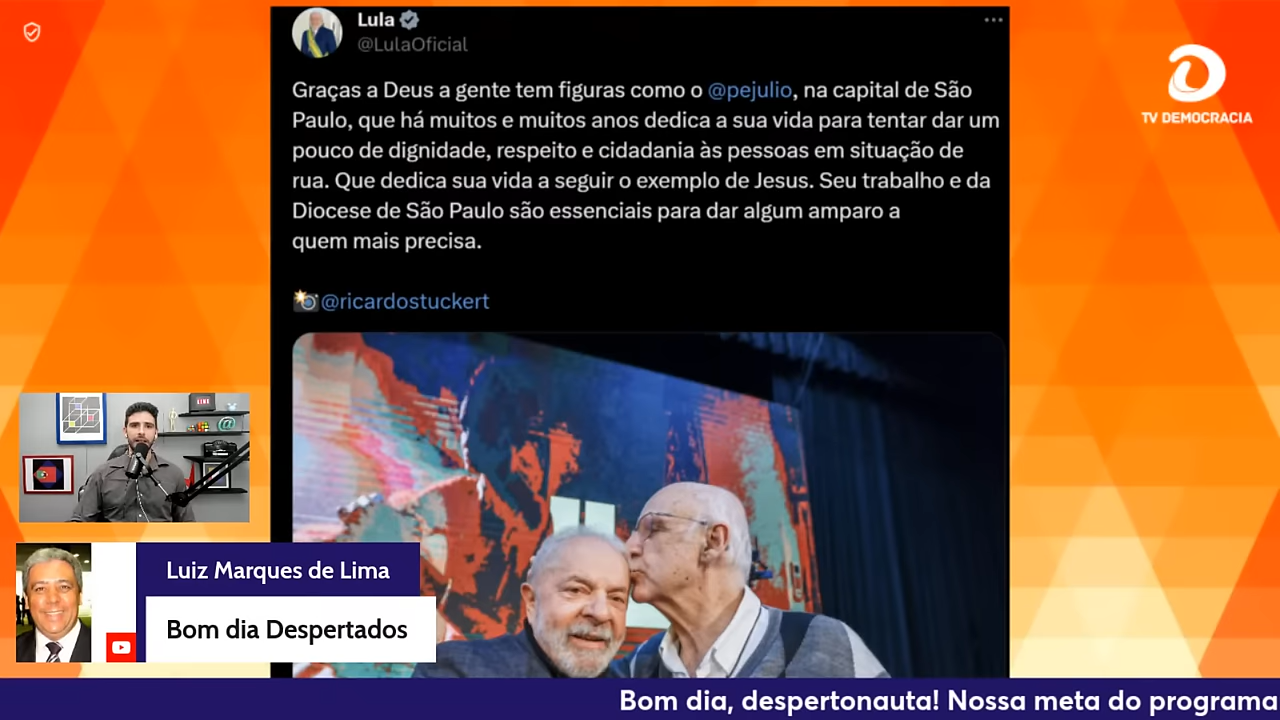 Lula
@LulaOficial
Graças a Deus a gente tem figuras como o @pejulio, na capital de São
Paulo, que há muitos e muitos anos dedica a sua vida para tentar dar um
pouco de dignidade, respeito e cidadania às pessoas em situação de
rua. Que dedica sua vida a seguir o exemplo de Jesus. Seu trabalho e da
Diocese de São Paulo são essenciais para dar algum amparo a
quem mais precisa.
@ricardostuckert
TV DEMOCRACIA
Luiz Marques de Lima
Bom dia Despertados
Bom dia, despertonauta! Nossa meta do programa